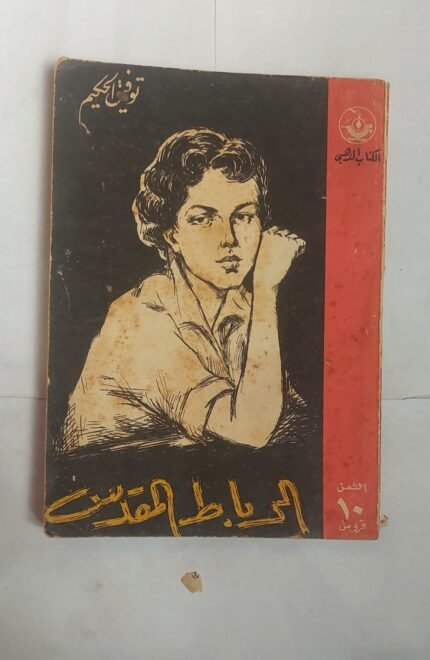 توفيق الحكيم
الكتاب الذهبي
الرباط المقدس
الثمن
١٠
قروش